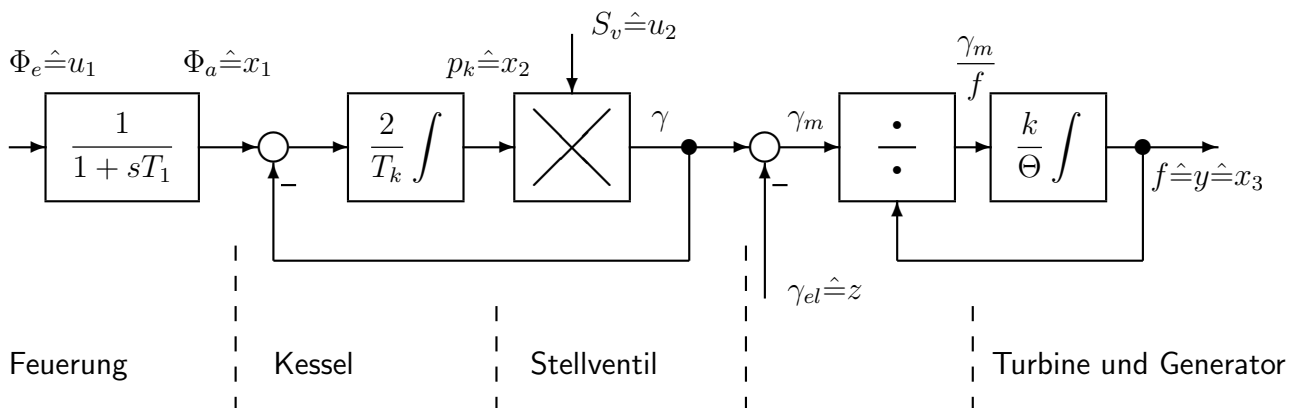 S_v ≙ u_2
Φ_e ≙ u_1 Φ_a ≙ x_1 p_k ≙ x_2 γ_m/f
1/(1 + sT_1) 2/T_k ∫ γ γ_m ÷ k/Θ ∫
- - f ≙ y ≙ x_3
γ_el ≙ z
Feuerung Kessel Stellventil Turbine und Generator